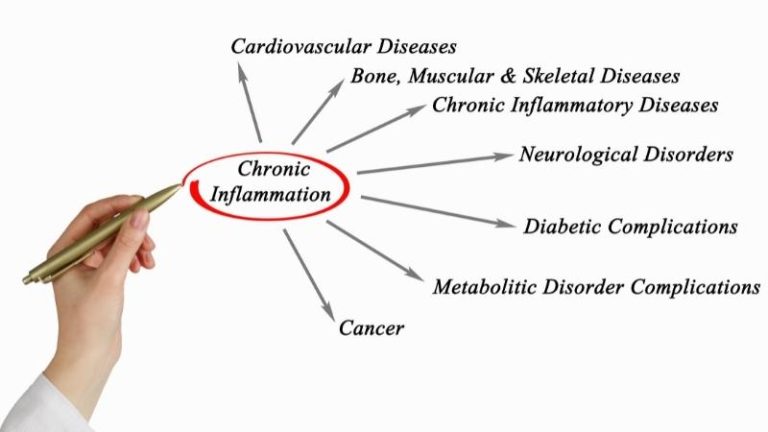 Cardiovascular Diseases
Bone, Muscular & Skeletal Diseases
Chronic Inflammatory Diseases
Chronic
Inflammation
Neurological Disorders
Diabetic Complications
Metabolitic Disorder Complications
Cancer